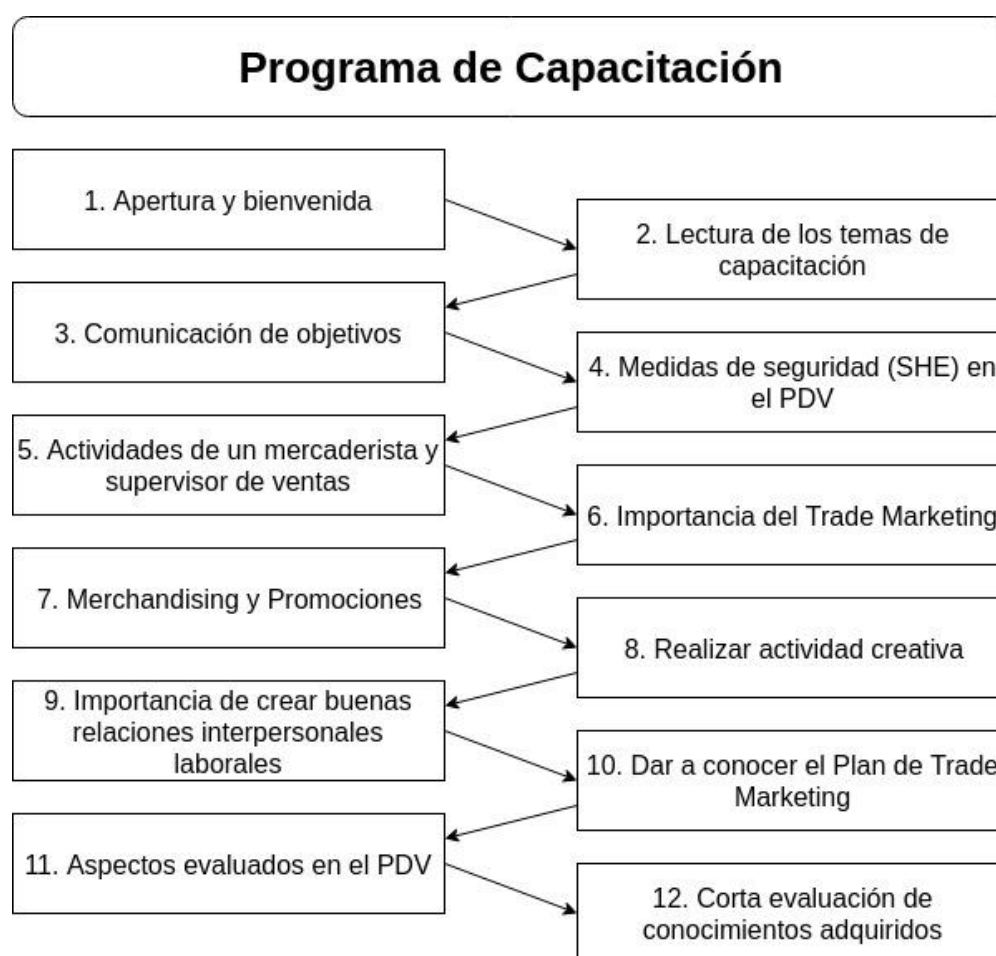 Programa de Capacitación
1. Apertura y bienvenida
2. Lectura de los temas de
capacitación
3. Comunicación de objetivos
4. Medidas de seguridad (SHE) en
el PDV
5. Actividades de un mercaderista y
supervisor de ventas
6. Importancia del Trade Marketing
7. Merchandising y Promociones
8. Realizar actividad creativa
9. Importancia de crear buenas
relaciones interpersonales
laborales
10. Dar a conocer el Plan de Trade
Marketing
11. Aspectos evaluados en el PDV
12. Corta evaluación de
conocimientos adquiridos